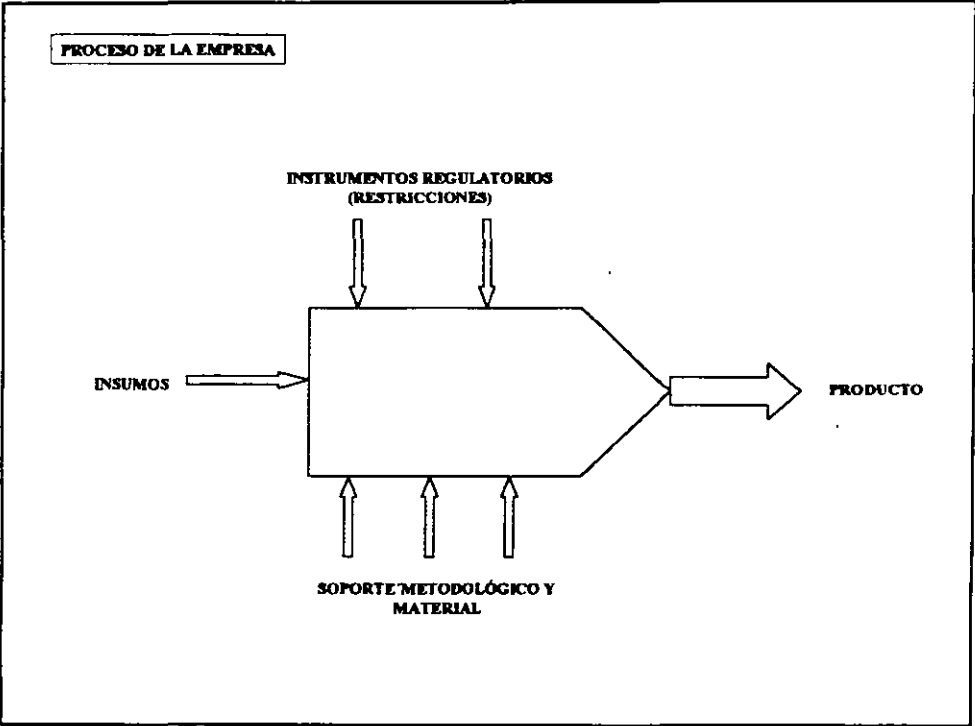 PROCESO DE LA EMPRESA
INSTRUMENTOS REGULATORIOS
(RESTRICCIONES)
INSUMOS
PRODUCTO
SOPORTE METODOLÓGICO Y
MATERIAL